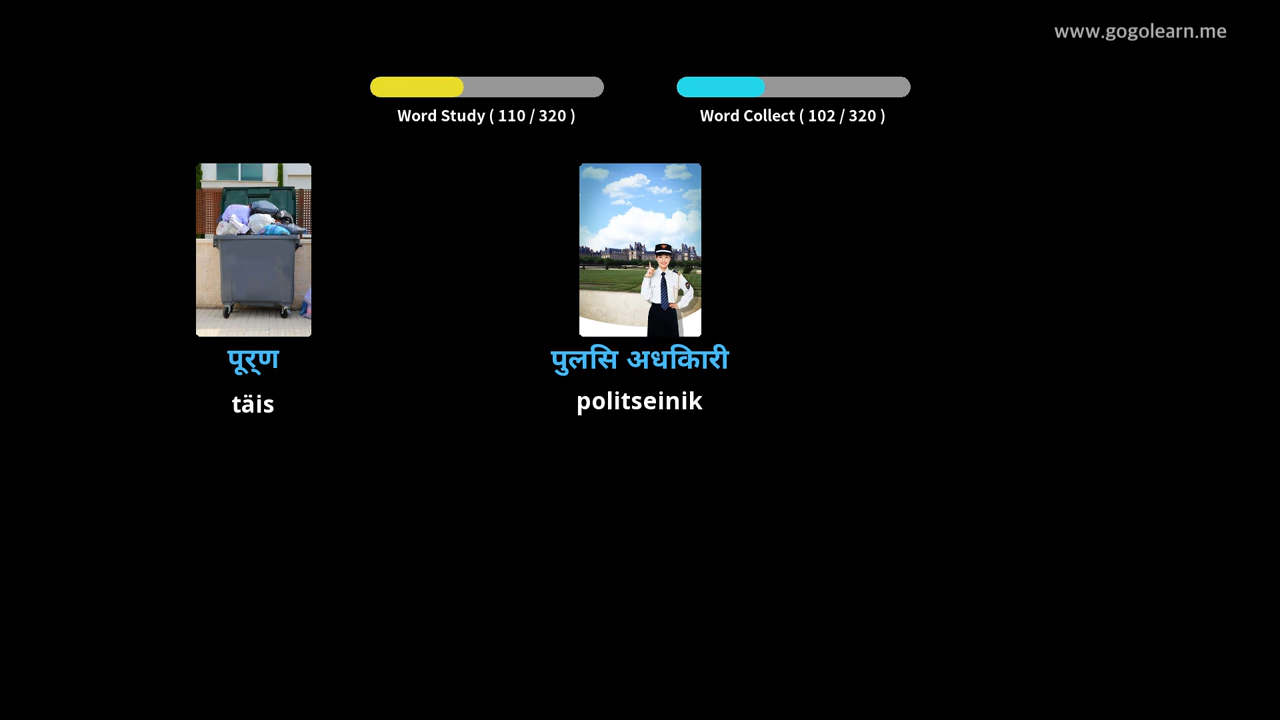 www.gogolearn.me
Word Study ( 110 / 320 )
Word Collect ( 102 / 320 )
पूर्ण
täis
पुलिस अधिकारी
politseinik